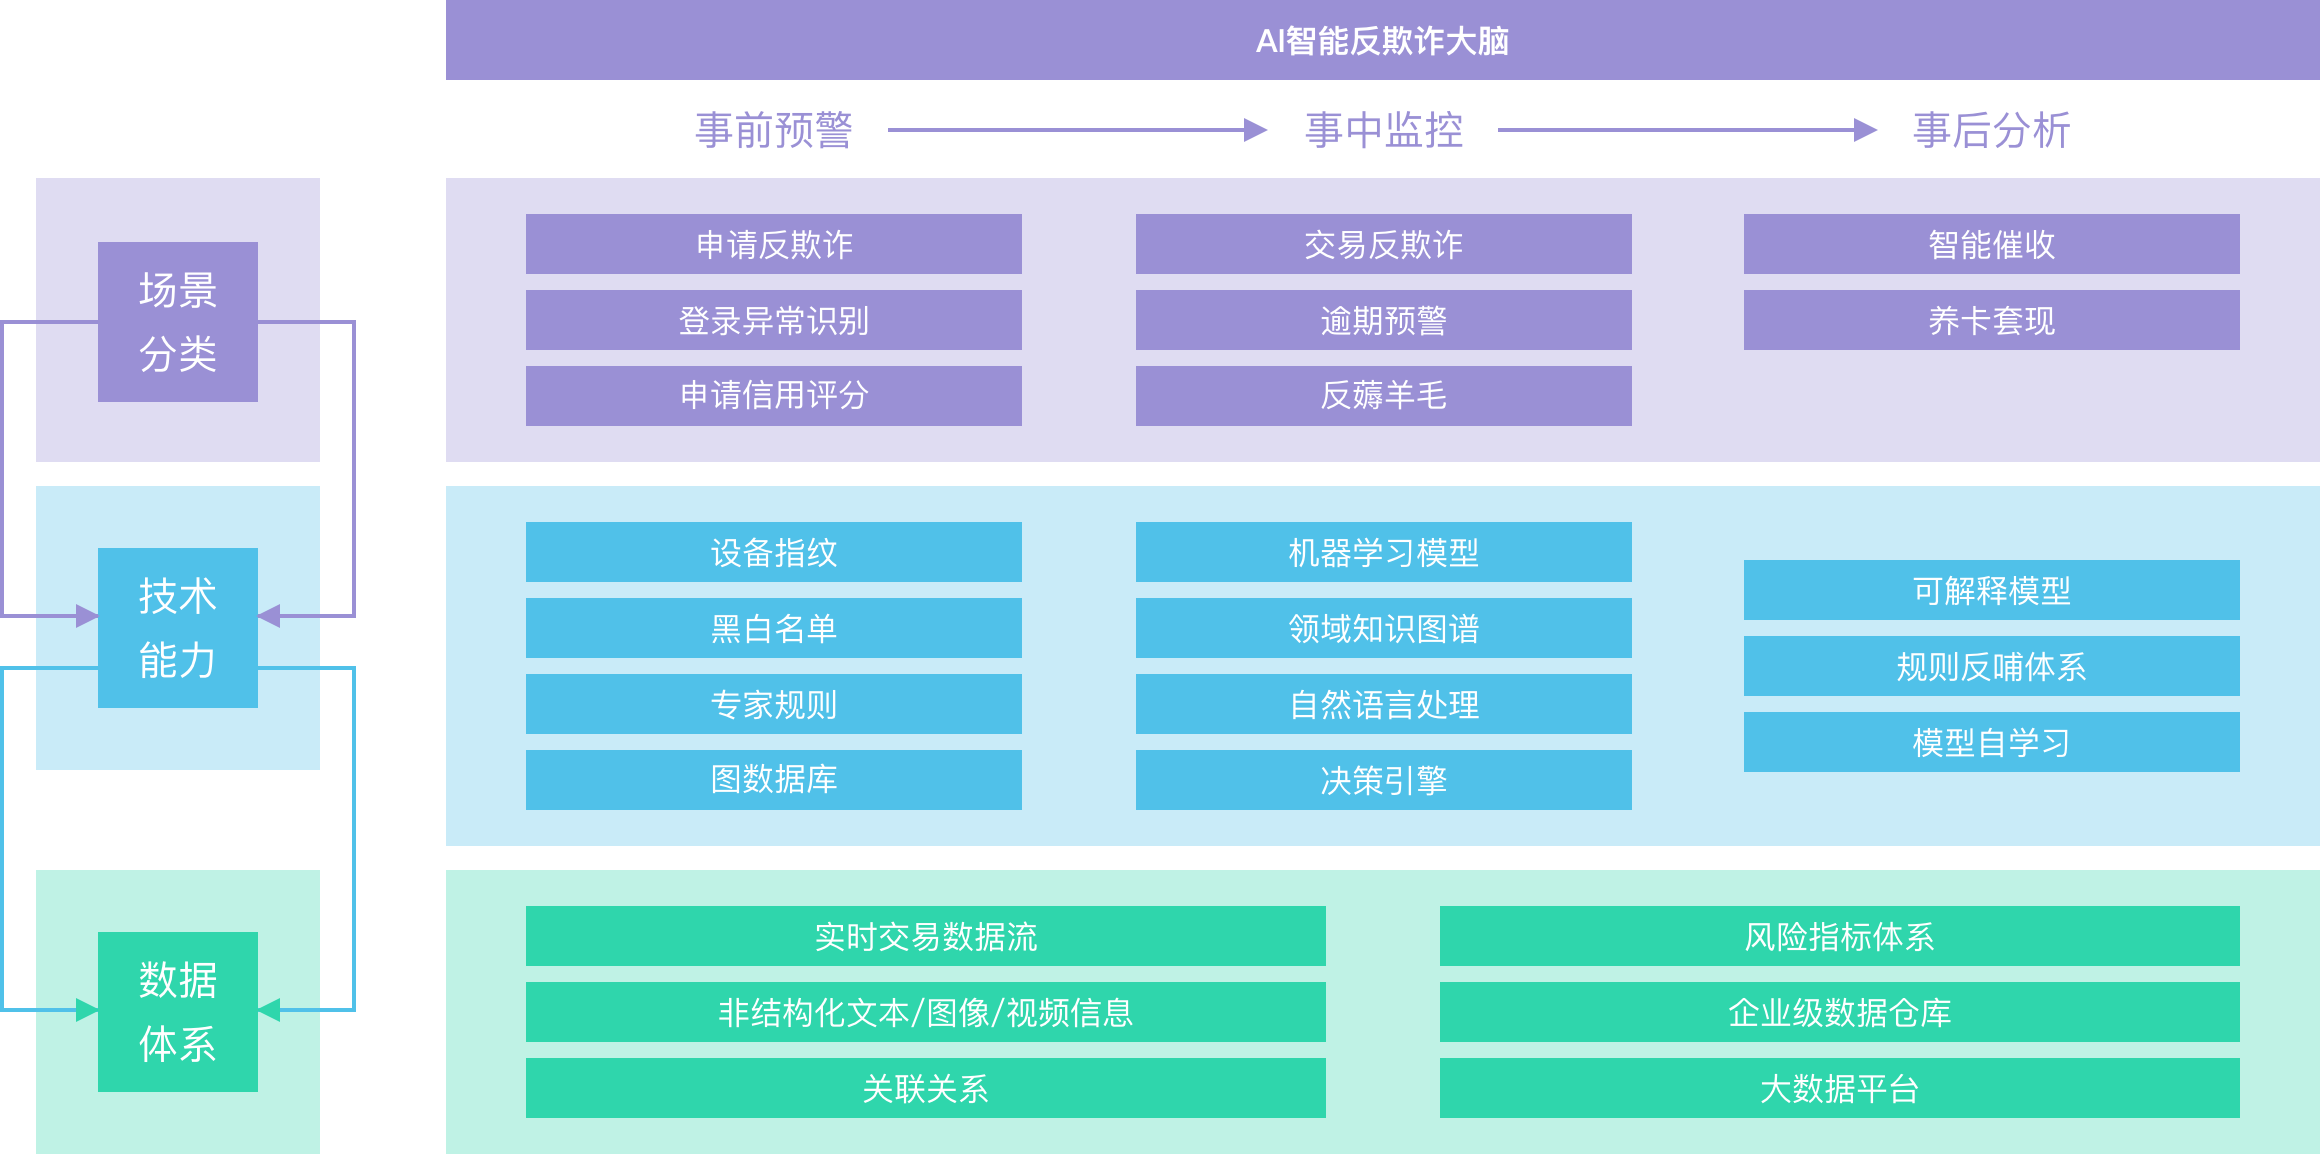 AI智能反欺诈大脑
事前预警
事中监控
事后分析
场景
分类
申请反欺诈
交易反欺诈
智能催收
登录异常识别
逾期预警
养卡套现
申请信用评分
反薅羊毛
技术
能力
设备指纹
机器学习模型
可解释模型
黑白名单
领域知识图谱
规则反哺体系
专家规则
自然语言处理
模型自学习
图数据库
决策引擎
数据
体系
实时交易数据流
风险指标体系
非结构化文本/图像/视频信息
企业级数据仓库
关联关系
大数据平台